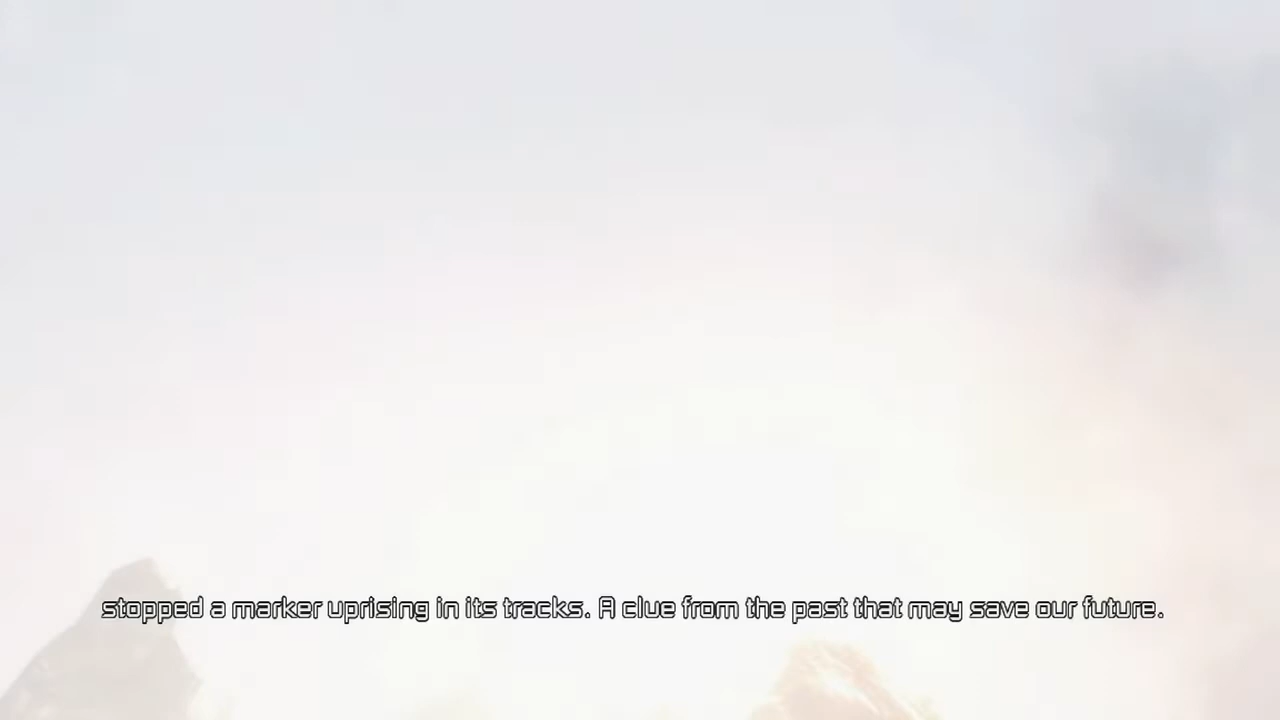 stopped a marker uprising in its tracks. A clue from the past that may save our future.